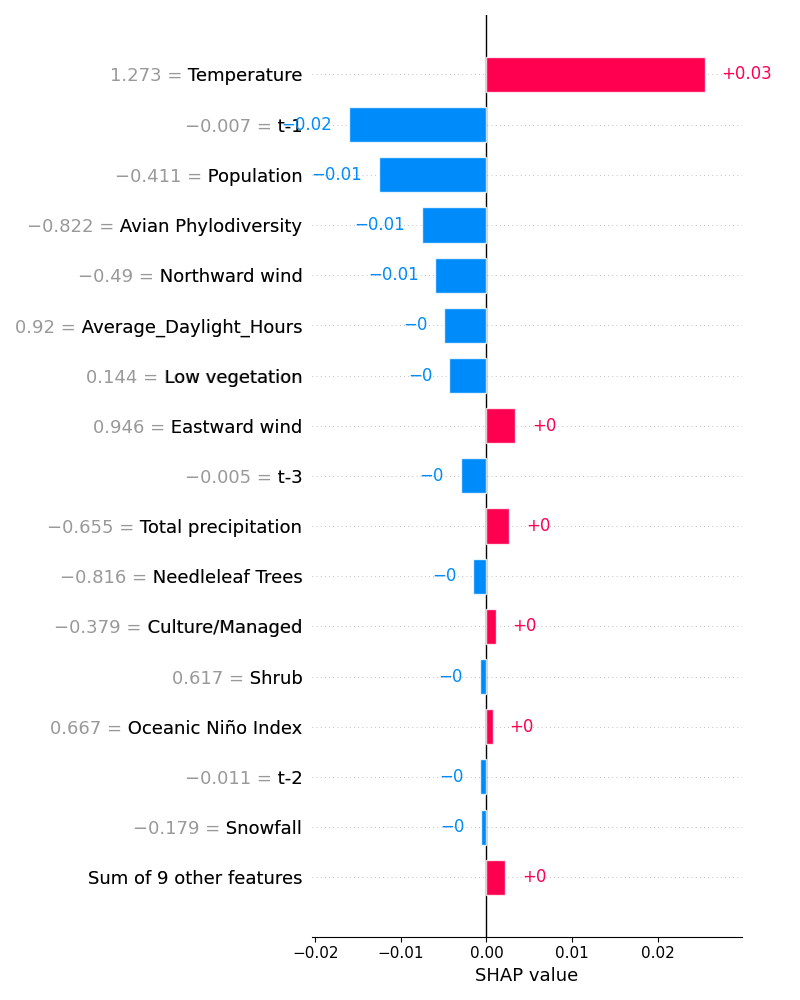 1.273 = Temperature +0.03
−0.007 = t-1 −0.02
−0.411 = Population −0.01
−0.822 = Avian Phylodiversity −0.01
−0.49 = Northward wind −0.01
0.92 = Average_Daylight_Hours −0
0.144 = Low vegetation −0
0.946 = Eastward wind +0
−0.005 = t-3 −0
−0.655 = Total precipitation +0
−0.816 = Needleleaf Trees −0
−0.379 = Culture/Managed +0
0.617 = Shrub −0
0.667 = Oceanic Niño Index +0
−0.011 = t-2 −0
−0.179 = Snowfall −0
Sum of 9 other features +0
−0.02 −0.01 0.00 0.01 0.02
SHAP value